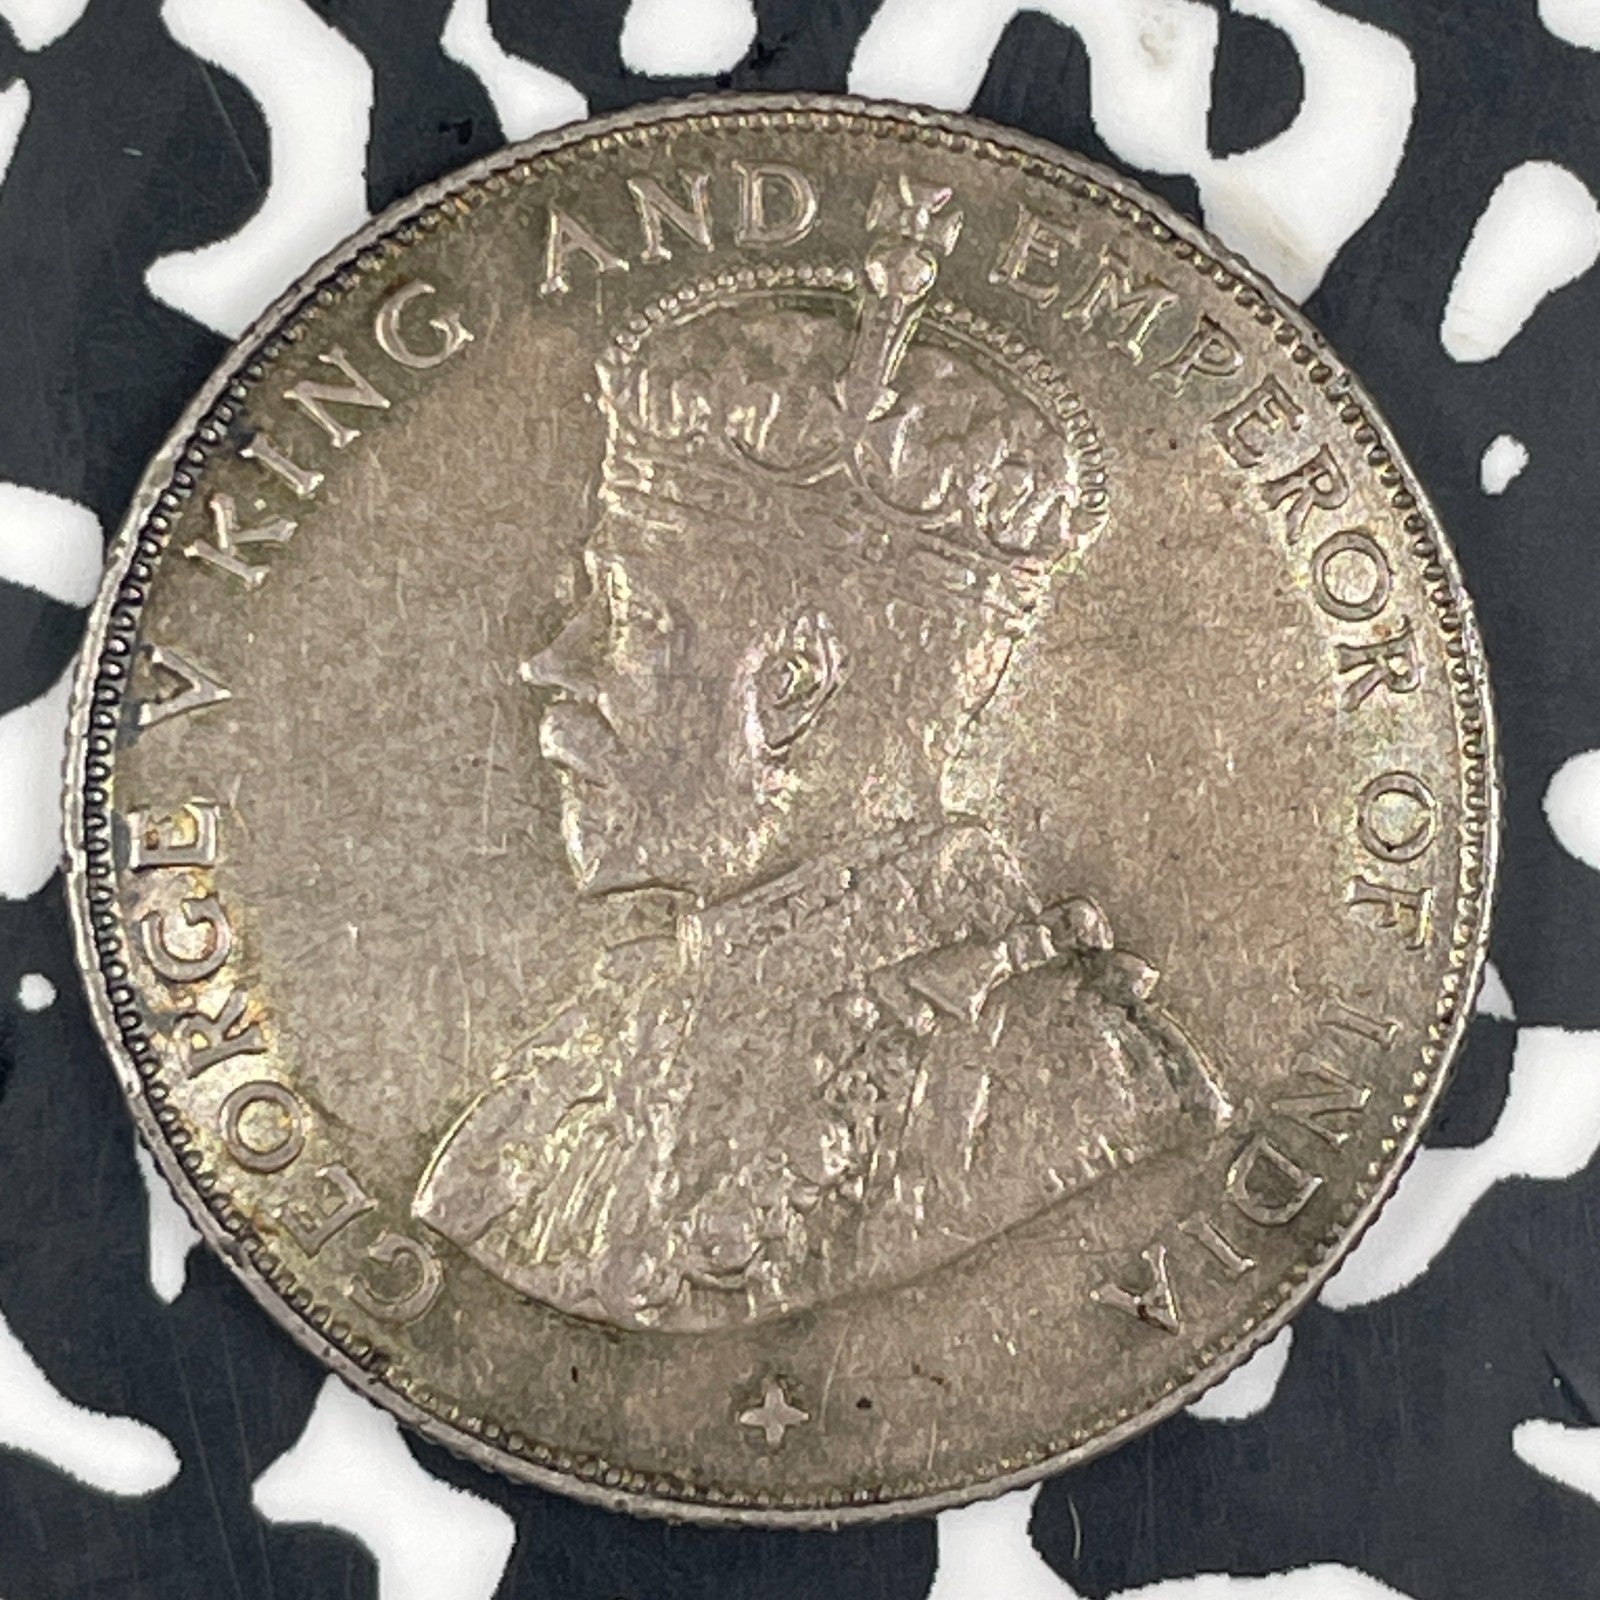 GEORGE V KING AND EMPEROR OF INDIA